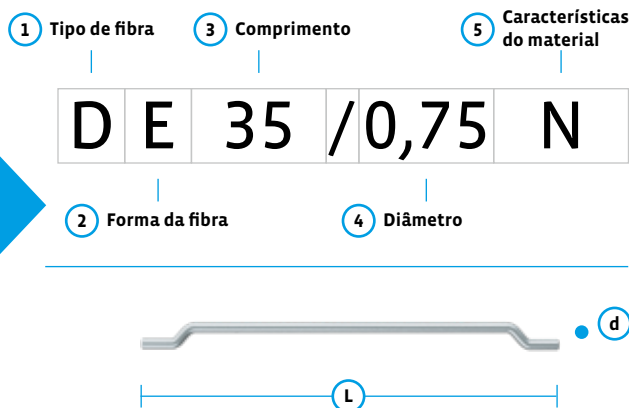 1 Tipo de fibra
3 Comprimento
5 Características
do material
D E 35 / 0,75 N
2 Forma da fibra
4 Diâmetro
d
L